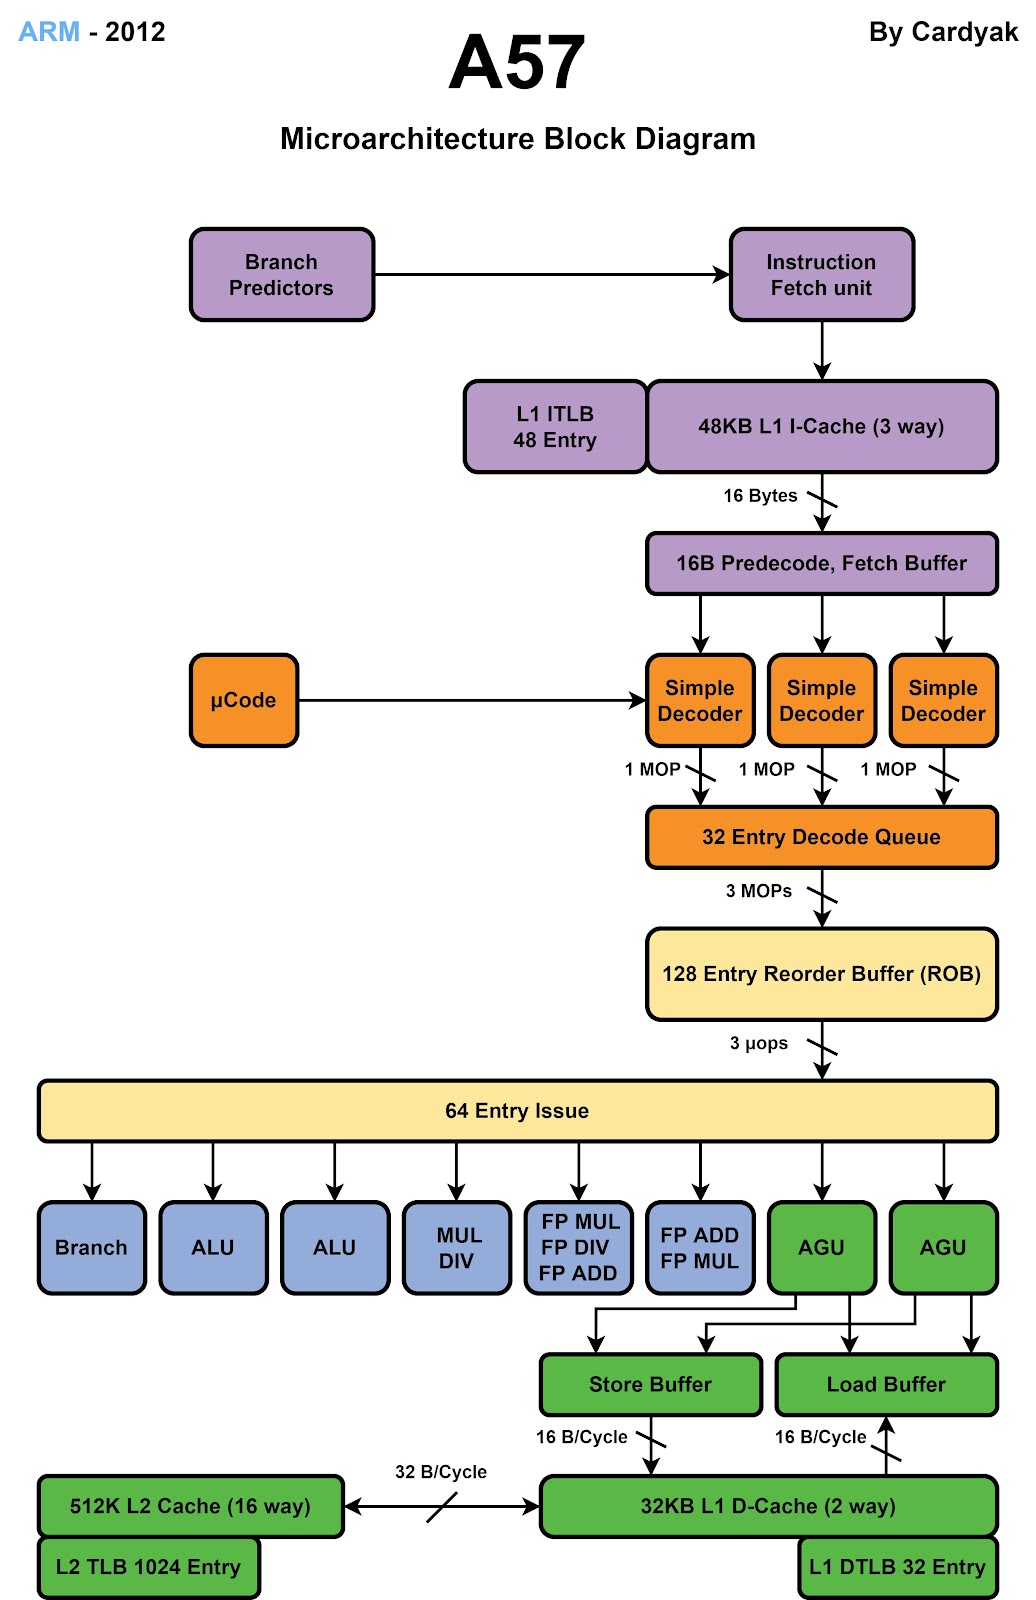 ARM - 2012
By Cardyak
A57
Microarchitecture Block Diagram
Branch
Predictors
Instruction
Fetch unit
L1 ITLB
48 Entry
48KB L1 I-Cache (3 way)
16 Bytes
16B Predecode, Fetch Buffer
µCode
Simple
Decoder
Simple
Decoder
Simple
Decoder
1 MOP
1 MOP
1 MOP
32 Entry Decode Queue
3 MOPs
128 Entry Reorder Buffer (ROB)
3 µops
64 Entry Issue
Branch
ALU
ALU
MUL
DIV
FP MUL
FP DIV
FP ADD
FP ADD
FP MUL
AGU
AGU
Store Buffer
Load Buffer
16 B/Cycle
16 B/Cycle
32 B/Cycle
512K L2 Cache (16 way)
32KB L1 D-Cache (2 way)
L2 TLB 1024 Entry
L1 DTLB 32 Entry